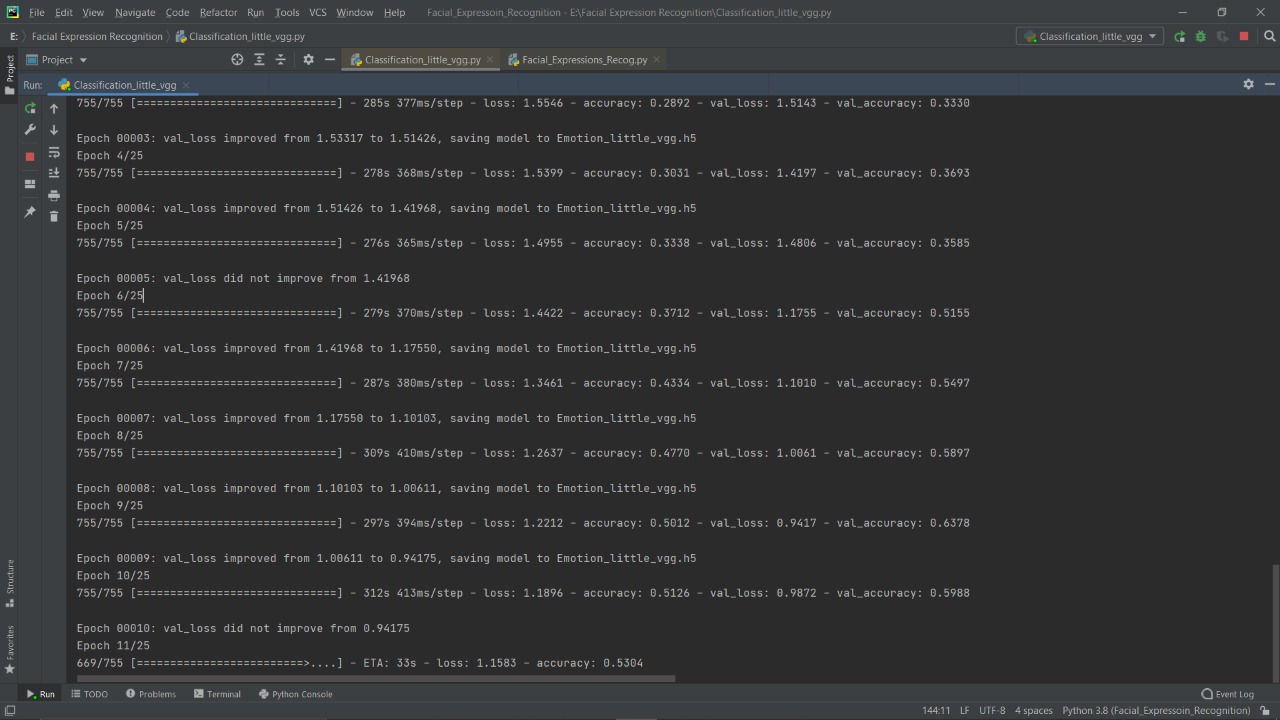 File Edit View Navigate Code Refactor Run Tools VCS Window Help Facial_Expressoin_Recognition - E:\Facial Expression Recognition\Classification_little_vgg.py
E: Facial Expression Recognition Classification_little_vgg.py Classification_little_vgg
Project Project Classification_little_vgg.py Facial_Expressions_Recog.py
Run: Classification_little_vgg
755/755 [==============================] - 285s 377ms/step - loss: 1.5546 - accuracy: 0.2892 - val_loss: 1.5143 - val_accuracy: 0.3330
Epoch 00003: val_loss improved from 1.53317 to 1.51426, saving model to Emotion_little_vgg.h5
Epoch 4/25
755/755 [==============================] - 278s 368ms/step - loss: 1.5399 - accuracy: 0.3031 - val_loss: 1.4197 - val_accuracy: 0.3693
Epoch 00004: val_loss improved from 1.51426 to 1.41968, saving model to Emotion_little_vgg.h5
Epoch 5/25
755/755 [==============================] - 276s 365ms/step - loss: 1.4955 - accuracy: 0.3338 - val_loss: 1.4806 - val_accuracy: 0.3585
Epoch 00005: val_loss did not improve from 1.41968
Epoch 6/25
755/755 [==============================] - 279s 370ms/step - loss: 1.4422 - accuracy: 0.3712 - val_loss: 1.1755 - val_accuracy: 0.5155
Epoch 00006: val_loss improved from 1.41968 to 1.17550, saving model to Emotion_little_vgg.h5
Epoch 7/25
755/755 [==============================] - 287s 380ms/step - loss: 1.3461 - accuracy: 0.4334 - val_loss: 1.1010 - val_accuracy: 0.5497
Epoch 00007: val_loss improved from 1.17550 to 1.10103, saving model to Emotion_little_vgg.h5
Epoch 8/25
755/755 [==============================] - 309s 410ms/step - loss: 1.2637 - accuracy: 0.4770 - val_loss: 1.0061 - val_accuracy: 0.5897
Epoch 00008: val_loss improved from 1.10103 to 1.00611, saving model to Emotion_little_vgg.h5
Epoch 9/25
755/755 [==============================] - 297s 394ms/step - loss: 1.2212 - accuracy: 0.5012 - val_loss: 0.9417 - val_accuracy: 0.6378
Epoch 00009: val_loss improved from 1.00611 to 0.94175, saving model to Emotion_little_vgg.h5
Epoch 10/25
755/755 [==============================] - 312s 413ms/step - loss: 1.1896 - accuracy: 0.5126 - val_loss: 0.9872 - val_accuracy: 0.5988
Epoch 00010: val_loss did not improve from 0.94175
Epoch 11/25
669/755 [=========================>....] - ETA: 33s - loss: 1.1583 - accuracy: 0.5304
Structure
Favorites
Run TODO Problems Terminal Python Console Event Log
144:11 LF UTF-8 4 spaces Python 3.8 (Facial_Expressoin_Recognition)